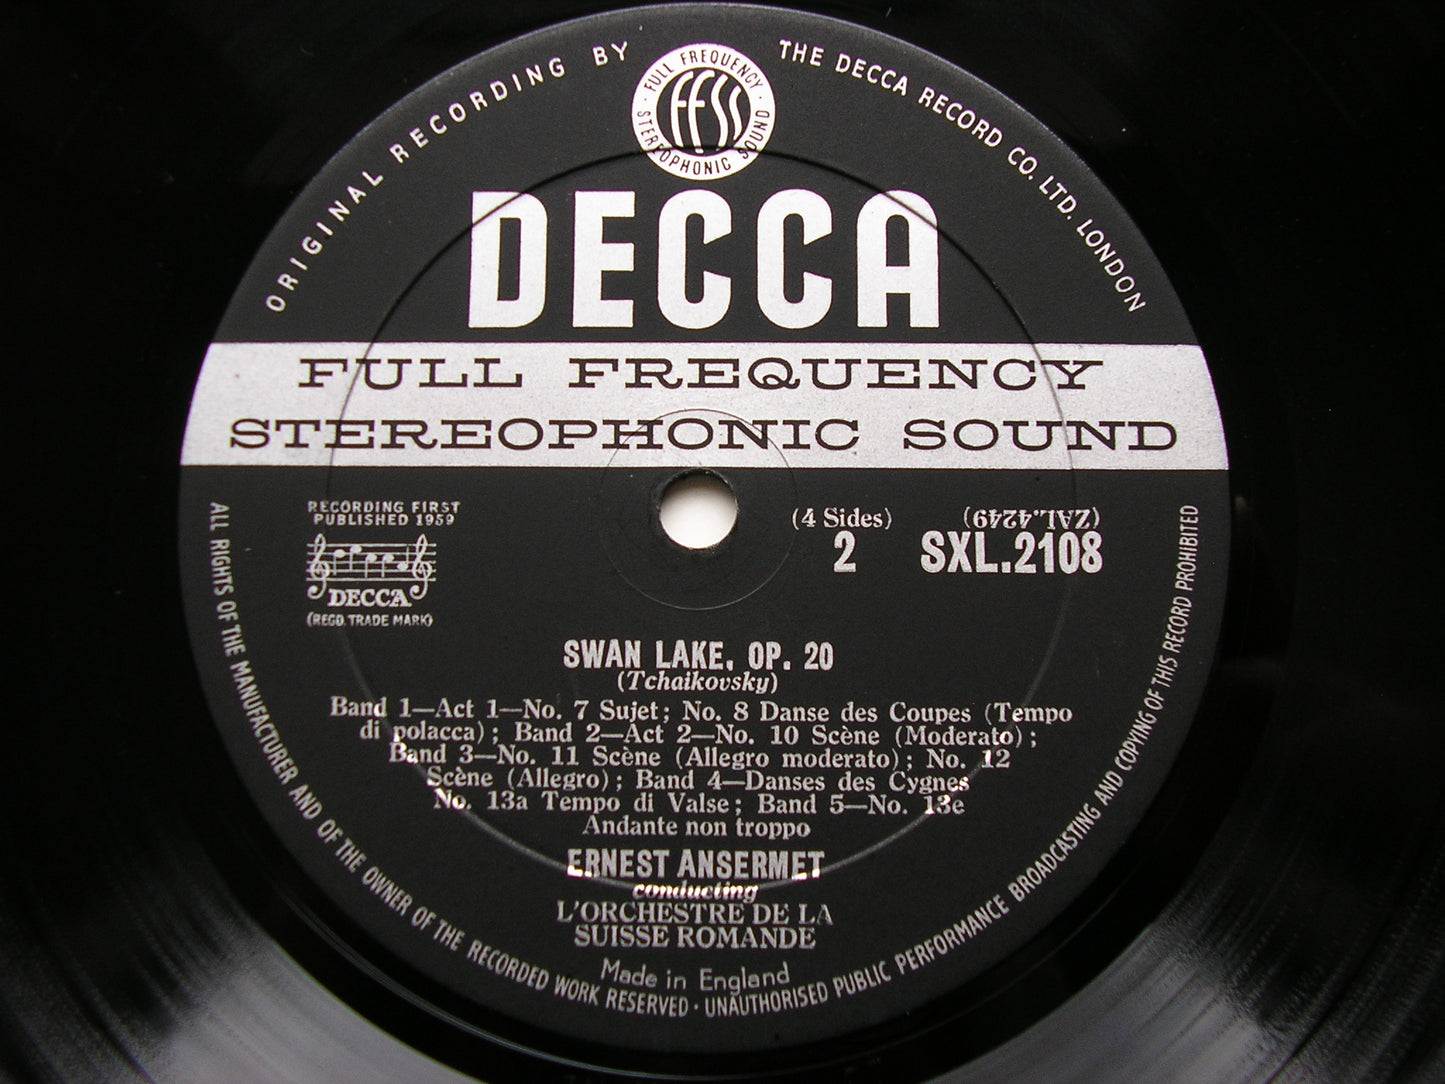 ORIGINAL RECORDING BY THE DECCA RECORD CO. LTD. LONDON
FULL FREQUENCY
STEREOPHONIC SOUND
FFSS
DECCA
FULL FREQUENCY
STEREOPHONIC SOUND
RECORDING FIRST
PUBLISHED 1959
DECCA
(REGD. TRADE MARK)
(4 Sides)
2
(ZAL.4249)
SXL.2108
SWAN LAKE, OP. 20
(Tchaikovsky)
Band 1—Act 1—No. 7 Sujet; No. 8 Danse des Coupes (Tempo
di polacca); Band 2—Act 2—No. 10 Scène (Moderato);
Band 3—No. 11 Scène (Allegro moderato); No. 12
Scène (Allegro); Band 4—Danses des Cygnes
No. 13a Tempo di Valse; Band 5—No. 13e
Andante non troppo
ERNEST ANSERMET
conducting
L'ORCHESTRE DE LA
SUISSE ROMANDE
Made in England
ALL RIGHTS OF THE MANUFACTURER AND OF THE OWNER OF THE RECORDED WORK RESERVED · UNAUTHORISED PUBLIC PERFORMANCE BROADCASTING AND COPYING OF THIS RECORD PROHIBITED